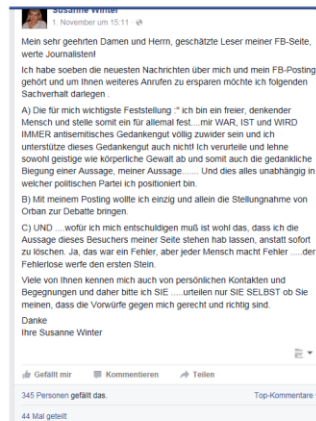 Susanne Winter
1. November um 15:11 ·
Mein sehr geehrten Damen und Herrn, geschätzte Leser meiner FB-Seite,
werte Journalisten!
Ich habe soeben die neuesten Nachrichten über mich und mein FB-Posting
gehört und um Ihnen weiteres Anrufen zu ersparen möchte ich folgenden
Sachverhalt darlegen .
A) Die für mich wichtigste Feststellung :" ich bin ein freier, denkender
Mensch und stelle somit ein für allemal fest....mir WAR, IST und WIRD
IMMER antisemitisches Gedankengut völlig zuwider sein und ich
unterstütze dieses Gedankengut auch nicht! Ich verurteile und lehne
sowohl geistige wie körperliche Gewalt ab und somit auch die gedankliche
Biegung einer Aussage, meiner Aussage....... Und dies alles unabhängig in
welcher politischen Partei ich positioniert bin.
B) Mit meinem Posting wollte ich einzig und allein die Stellungnahme von
Orban zur Debatte bringen.
C) UND ....wofür ich mich entschuldigen muß ist wohl das, dass ich die
Aussage dieses Besuchers meiner Seite stehen hab lassen, anstatt sofort
zu löschen. Ja, das war ein Fehler, aber jeder Mensch macht Fehler .....der
Fehlerlose werfe den ersten Stein.
Viele von Ihnen kennen mich auch von persönlichen Kontakten und
Begegnungen und daher bitte ich SIE .....urteilen nur SIE SELBST ob Sie
meinen, dass die Vorwürfe gegen mich gerecht und richtig sind.
Danke
Ihre Susanne Winter
Gefällt mir Kommentieren Teilen
345 Personen gefällt das. Top-Kommentare
44 Mal geteilt